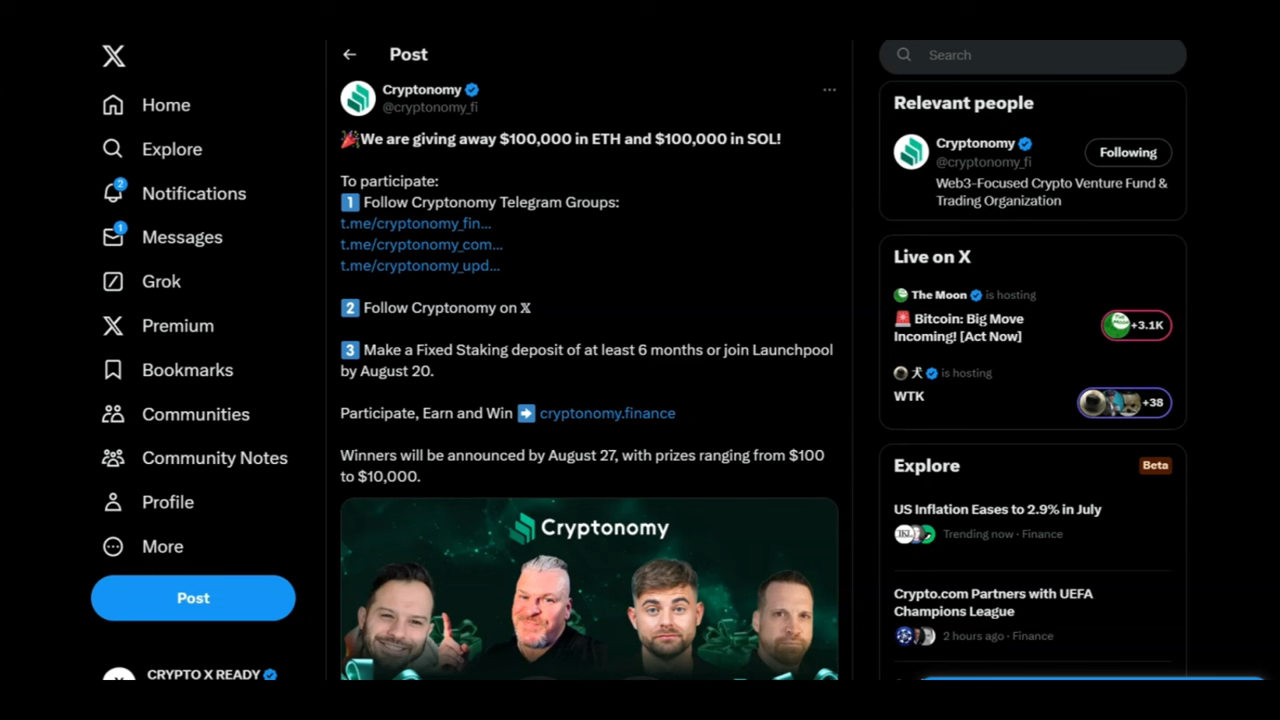 Home
Explore
2
Notifications
1
Messages
Grok
Premium
Bookmarks
Communities
Community Notes
Profile
More
Post
CRYPTO X READY
Post
Cryptonomy
@cryptonomy_fi
🎉We are giving away $100,000 in ETH and $100,000 in SOL!
To participate:
1️⃣ Follow Cryptonomy Telegram Groups:
t.me/cryptonomy_fin...
t.me/cryptonomy_com...
t.me/cryptonomy_upd...
2️⃣ Follow Cryptonomy on 𝕏
3️⃣ Make a Fixed Staking deposit of at least 6 months or join Launchpool
by August 20.
Participate, Earn and Win ➡️ cryptonomy.finance
Winners will be announced by August 27, with prizes ranging from $100
to $10,000.
Cryptonomy
Search
Relevant people
Cryptonomy
@cryptonomy_fi
Following
Web3-Focused Crypto Venture Fund &
Trading Organization
Live on X
The Moon is hosting
🚨 Bitcoin: Big Move
Incoming! [Act Now]
+3.1K
犬 is hosting
WTK
+38
Explore
Beta
US Inflation Eases to 2.9% in July
Trending now · Finance
Crypto.com Partners with UEFA
Champions League
2 hours ago · Finance